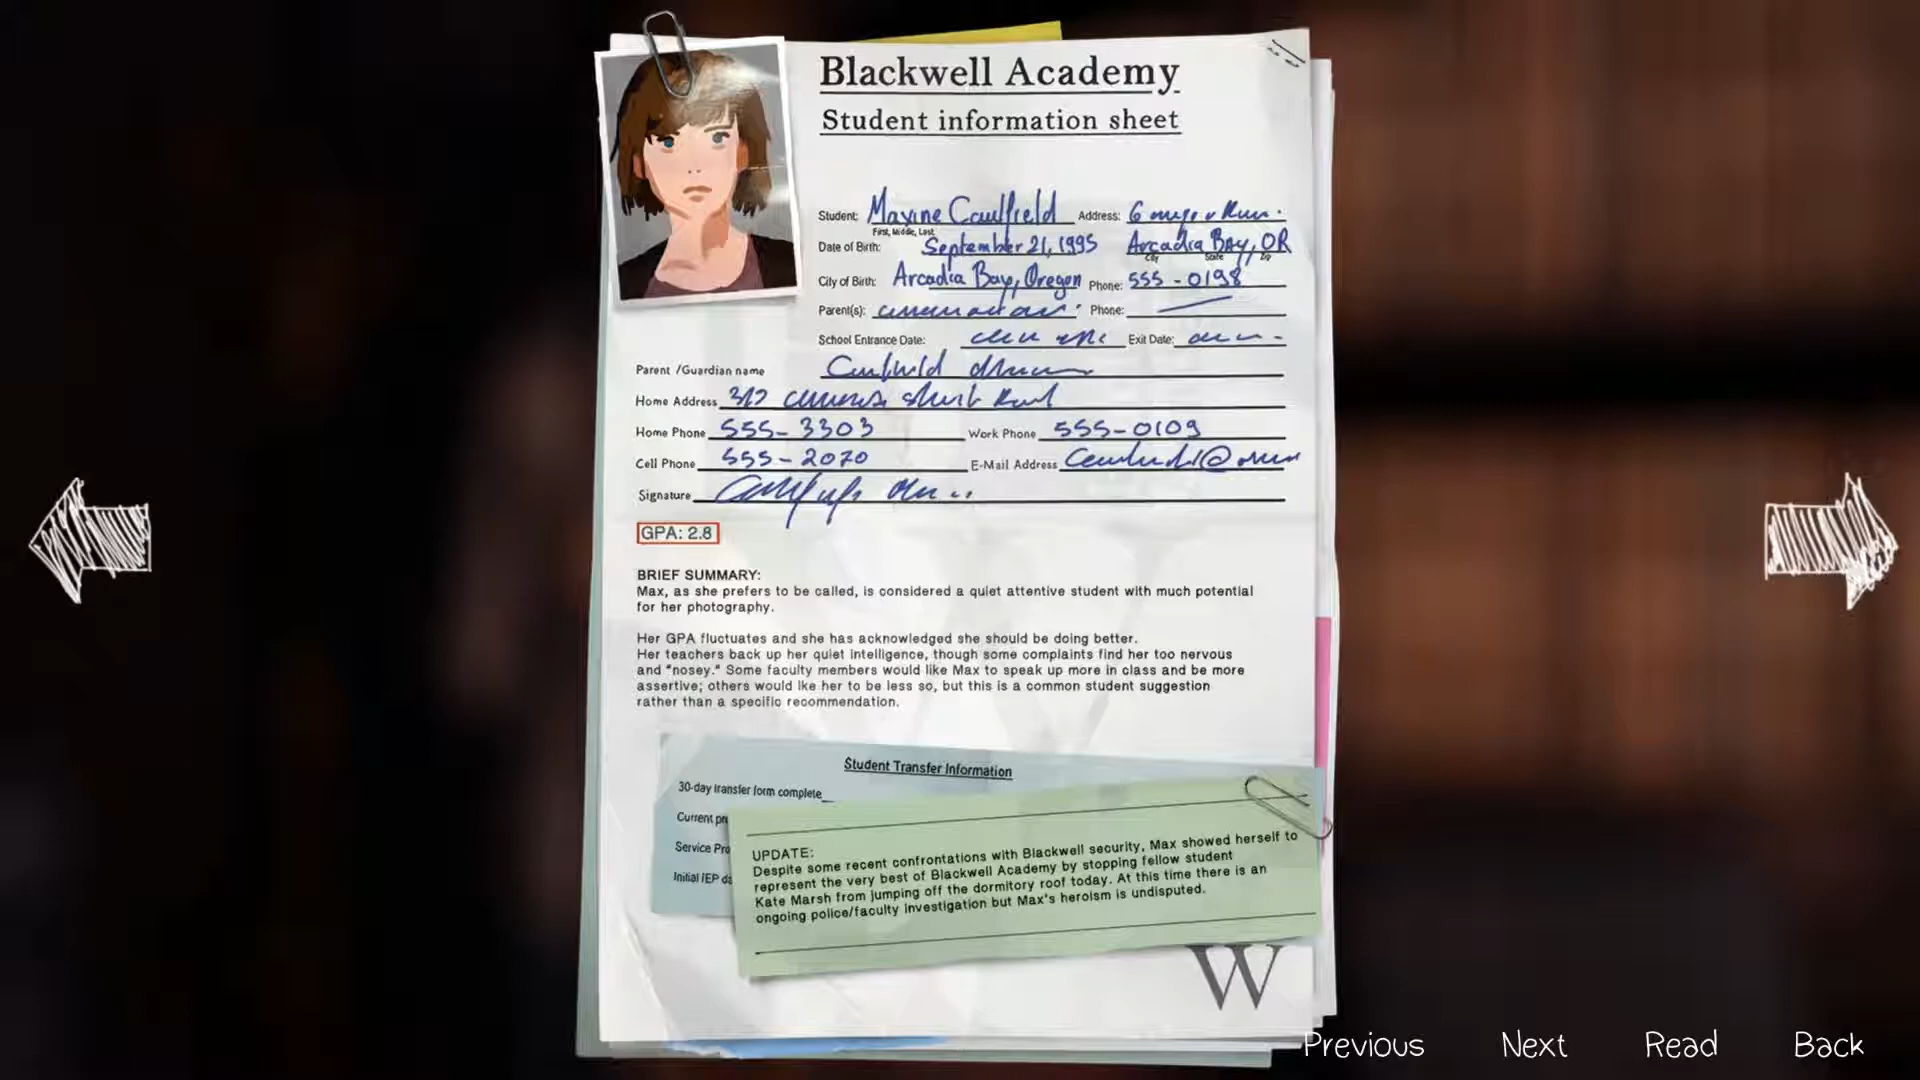 Blackwell Academy
Student information sheet
Student: Maxine Caulfield Address: 6
First, Middle, Last
Date of Birth: September 21, 1995 Arcadia Bay, OR
City State Zip
City of Birth: Arcadia Bay, Oregon Phone: 555-0198
Parent(s): Phone:
School Entrance Date: Exit Date:
Parent /Guardian name
Home Address
Home Phone 555-3303 Work Phone 555-0109
Cell Phone 555-2070 E-Mail Address
Signature
GPA: 2.8
BRIEF SUMMARY:
Max, as she prefers to be called, is considered a quiet attentive student with much potential
for her photography.
Her GPA fluctuates and she has acknowledged she should be doing better.
Her teachers back up her quiet intelligence, though some complaints find her too nervous
and "nosey." Some faculty members would like Max to speak up more in class and be more
assertive; others would ike her to be less so, but this is a common student suggestion
rather than a specific recommendation.
Student Transfer Information
30-day transfer form complete
Current
Service
Initial IEP
UPDATE:
Despite some recent confrontations with Blackwell security, Max showed herself to
represent the very best of Blackwell Academy by stopping fellow student
Kate Marsh from jumping off the dormitory roof today. At this time there is an
ongoing police/faculty investigation but Max's heroism is undisputed.
W
Previous Next Read Back